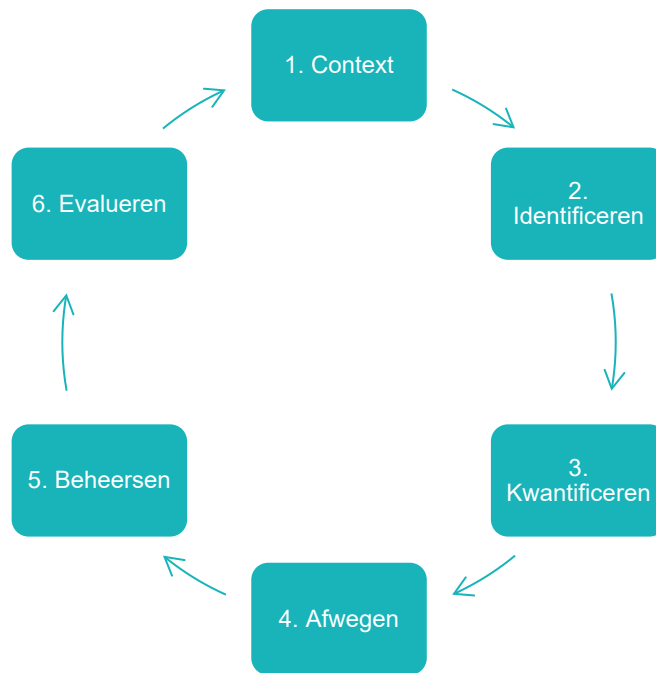 1. Context
2.
Identificeren
3.
Kwantificeren
4. Afwegen
5. Beheersen
6. Evalueren